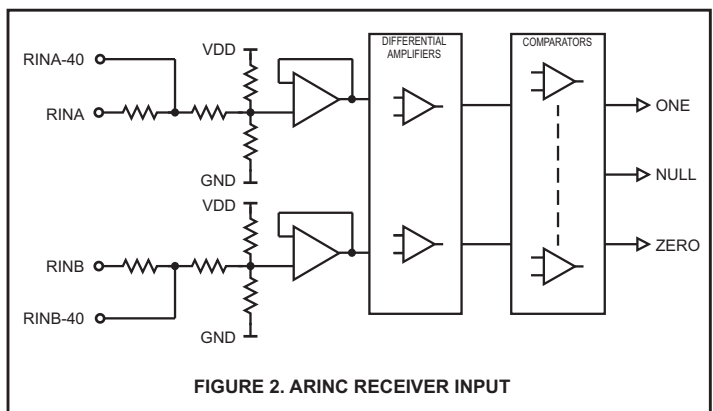 DIFFERENTIAL
AMPLIFIERS
COMPARATORS
VDD
RINA-40
RINA
GND
ONE
NULL
VDD
RINB
ZERO
RINB-40
GND
FIGURE 2. ARINC RECEIVER INPUT